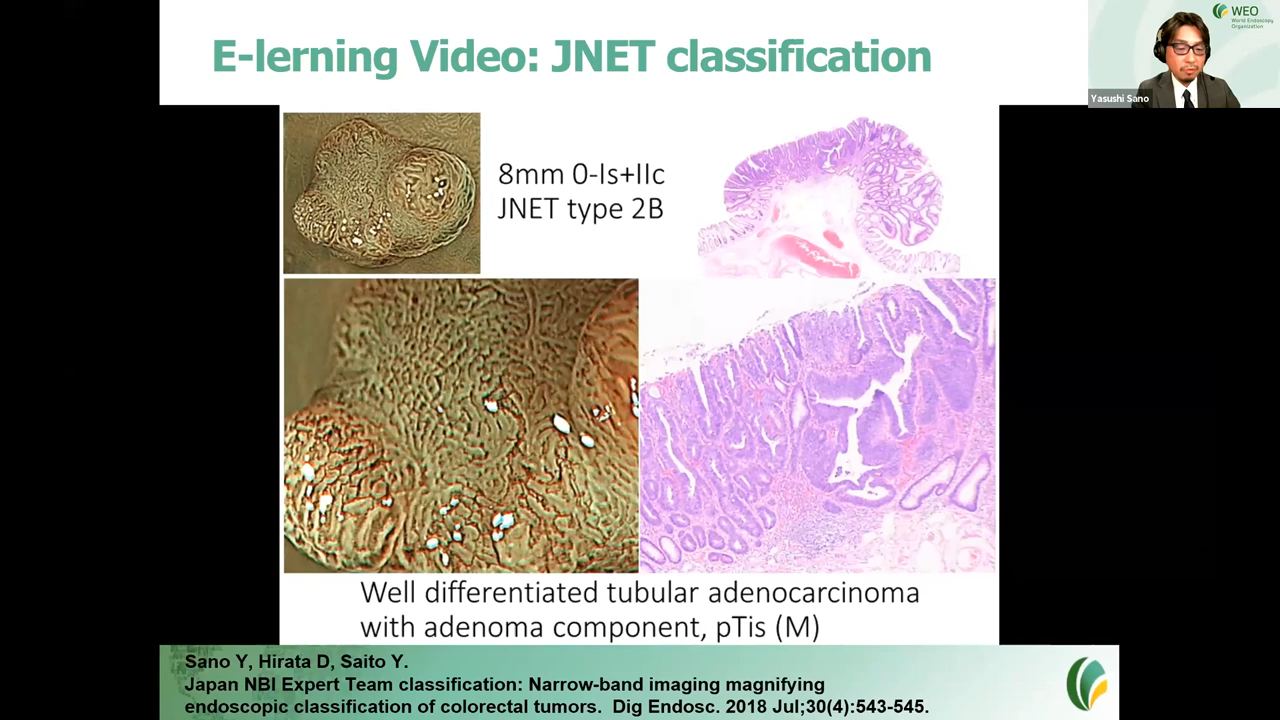 E-lerning Video: JNET classification
WEO
World Endoscopy
Organization
Yasushi Sano
8mm 0-Is+IIc
JNET type 2B
Well differentiated tubular adenocarcinoma
with adenoma component, pTis (M)
Sano Y, Hirata D, Saito Y.
Japan NBI Expert Team classification: Narrow-band imaging magnifying
endoscopic classification of colorectal tumors.  Dig Endosc. 2018 Jul;30(4):543-545.